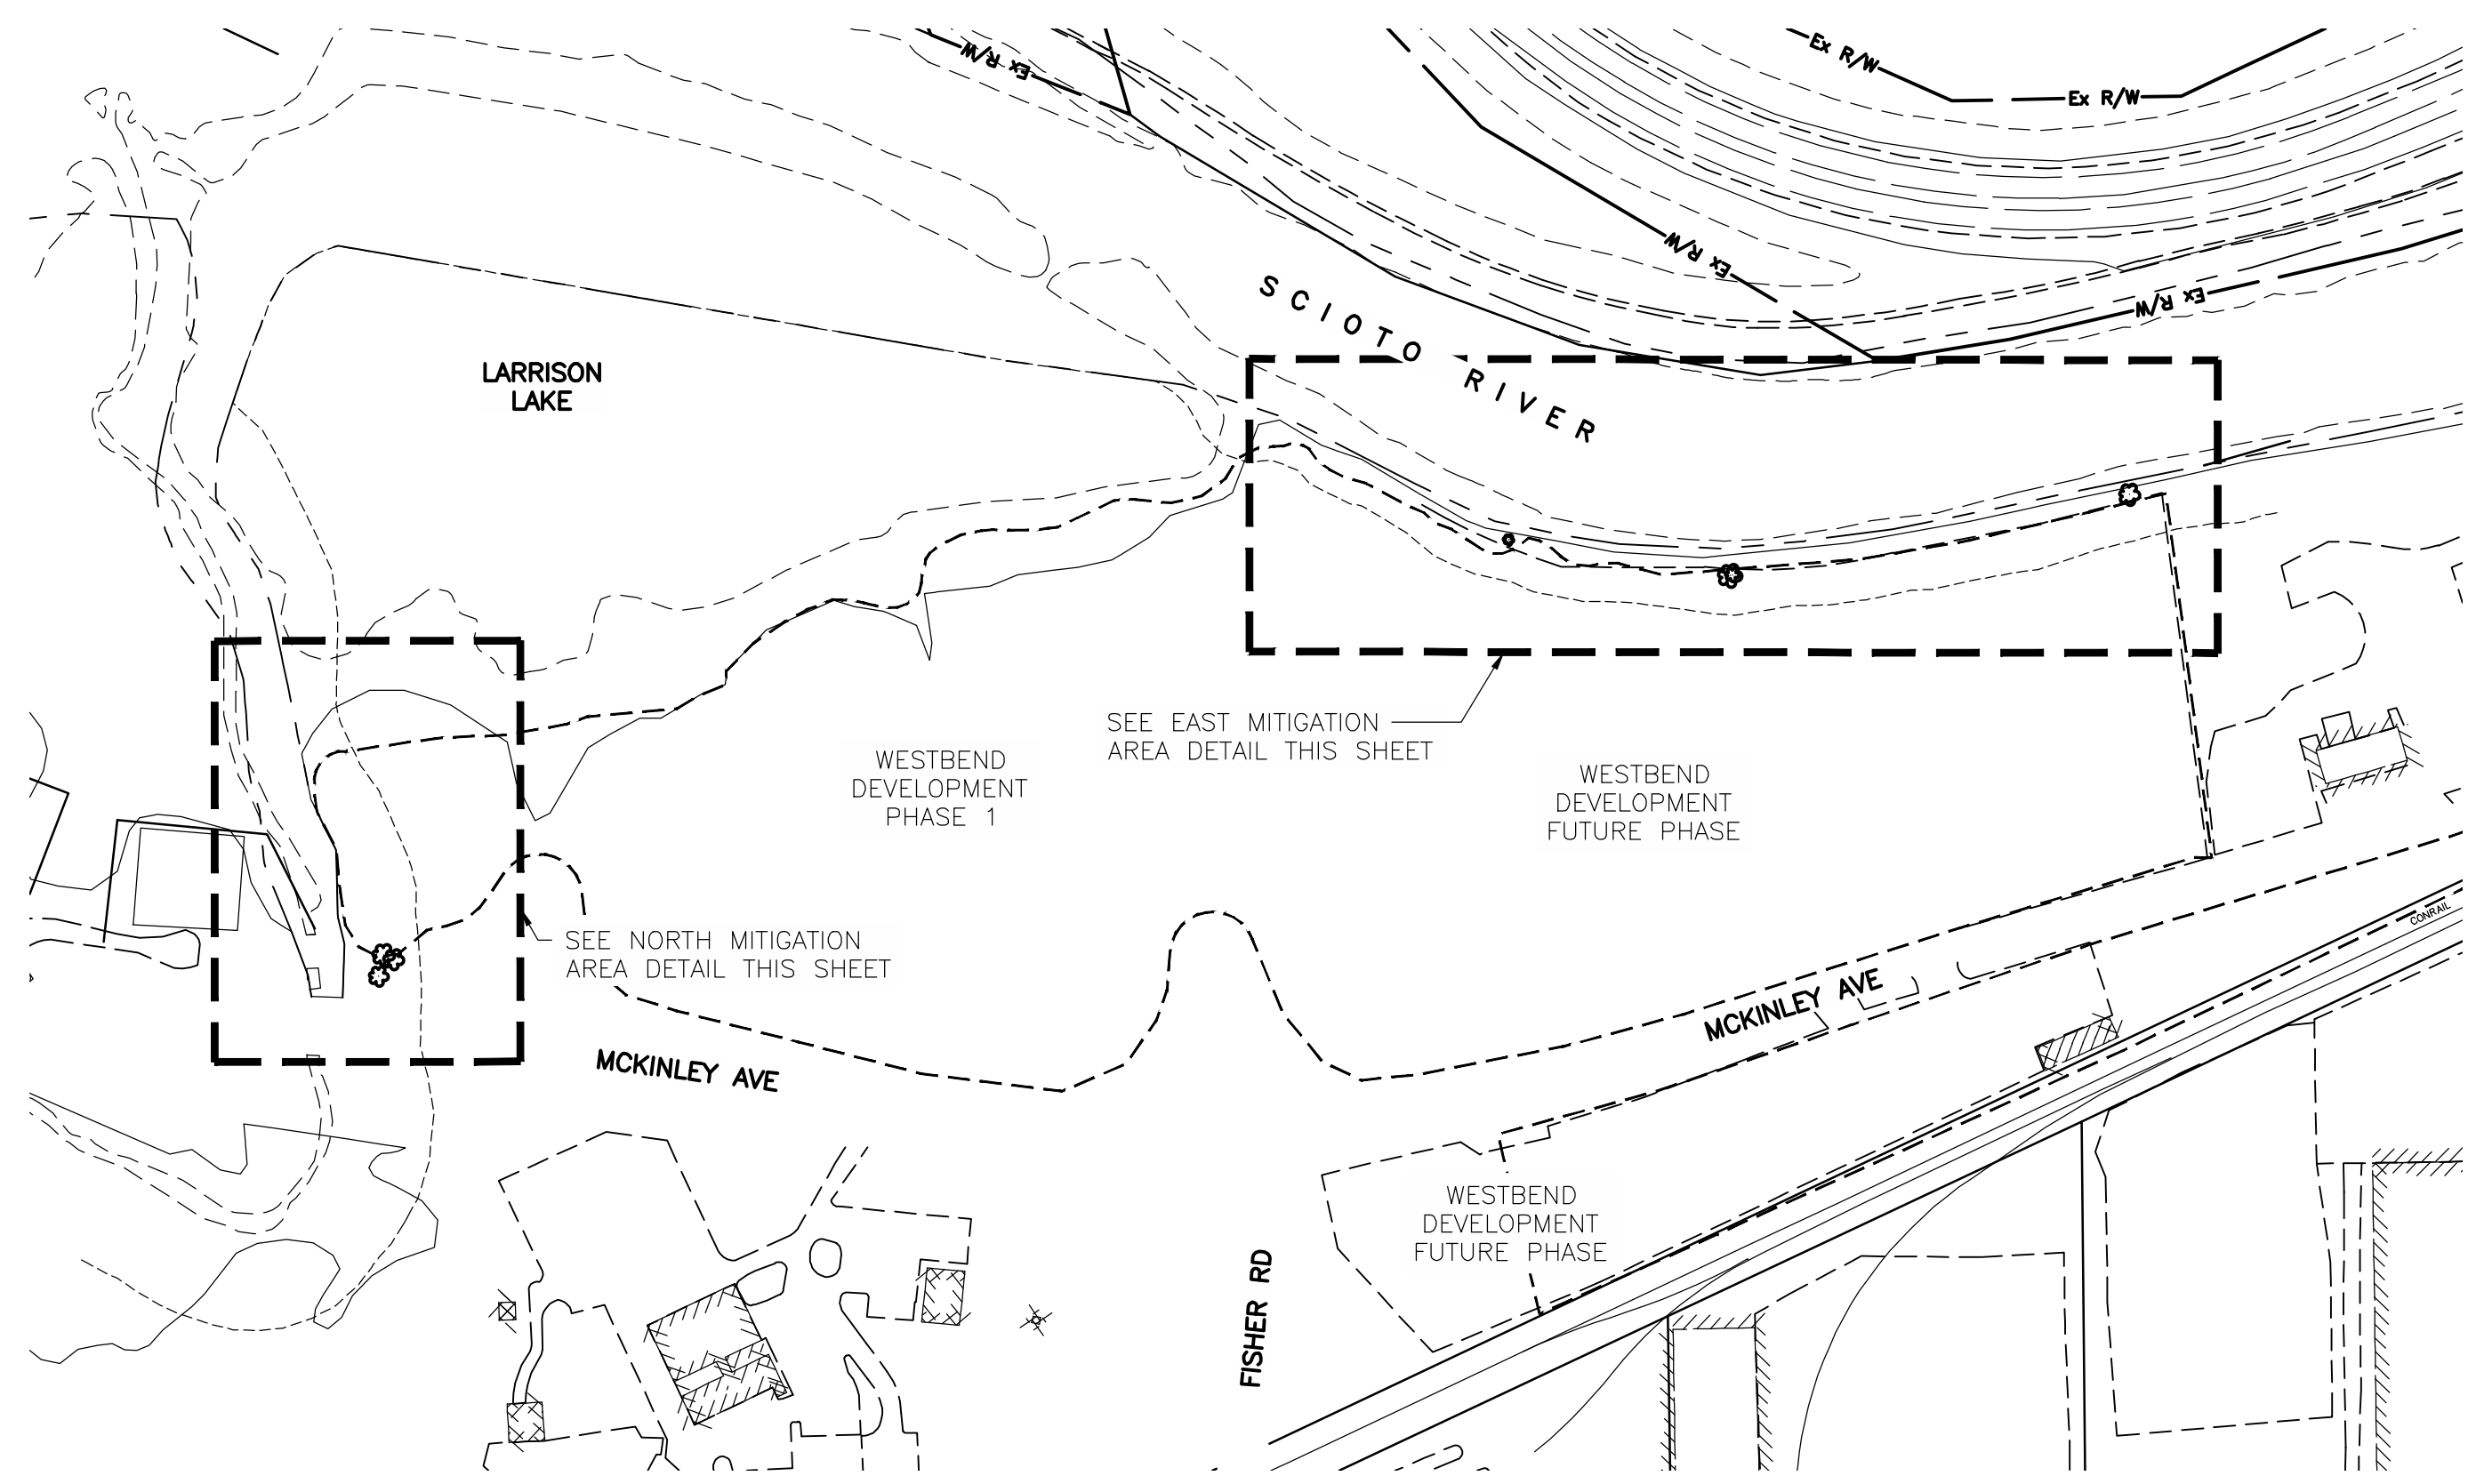 Ex R/W
Ex R/W
Ex R/W
Ex R/W
Ex R/W
SCIOTO RIVER
LARRISON
LAKE
SEE EAST MITIGATION
AREA DETAIL THIS SHEET
WESTBEND
DEVELOPMENT
PHASE 1
WESTBEND
DEVELOPMENT
FUTURE PHASE
CONRAIL
SEE NORTH MITIGATION
AREA DETAIL THIS SHEET
MCKINLEY AVE
MCKINLEY AVE
WESTBEND
DEVELOPMENT
FUTURE PHASE
FISHER RD